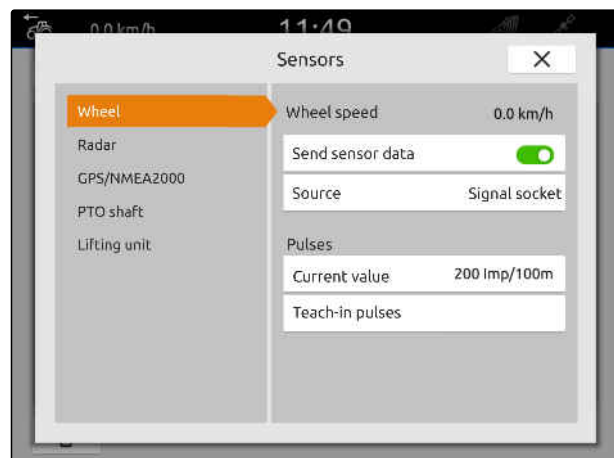 0.0 km/h
11:49
Sensors
Wheel
Radar
GPS/NMEA2000
PTO shaft
Lifting unit
Wheel speed 0.0 km/h
Send sensor data
Source Signal socket
Pulses
Current value 200 Imp/100m
Teach-in pulses